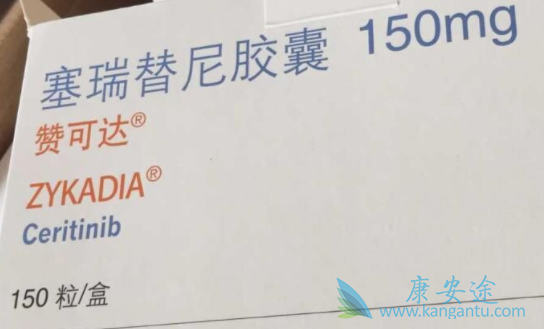 塞瑞替尼胶囊 150mg
赞可达®
ZYKADIA®
Ceritinib
150 粒/盒
康安途
www.kangantu.com